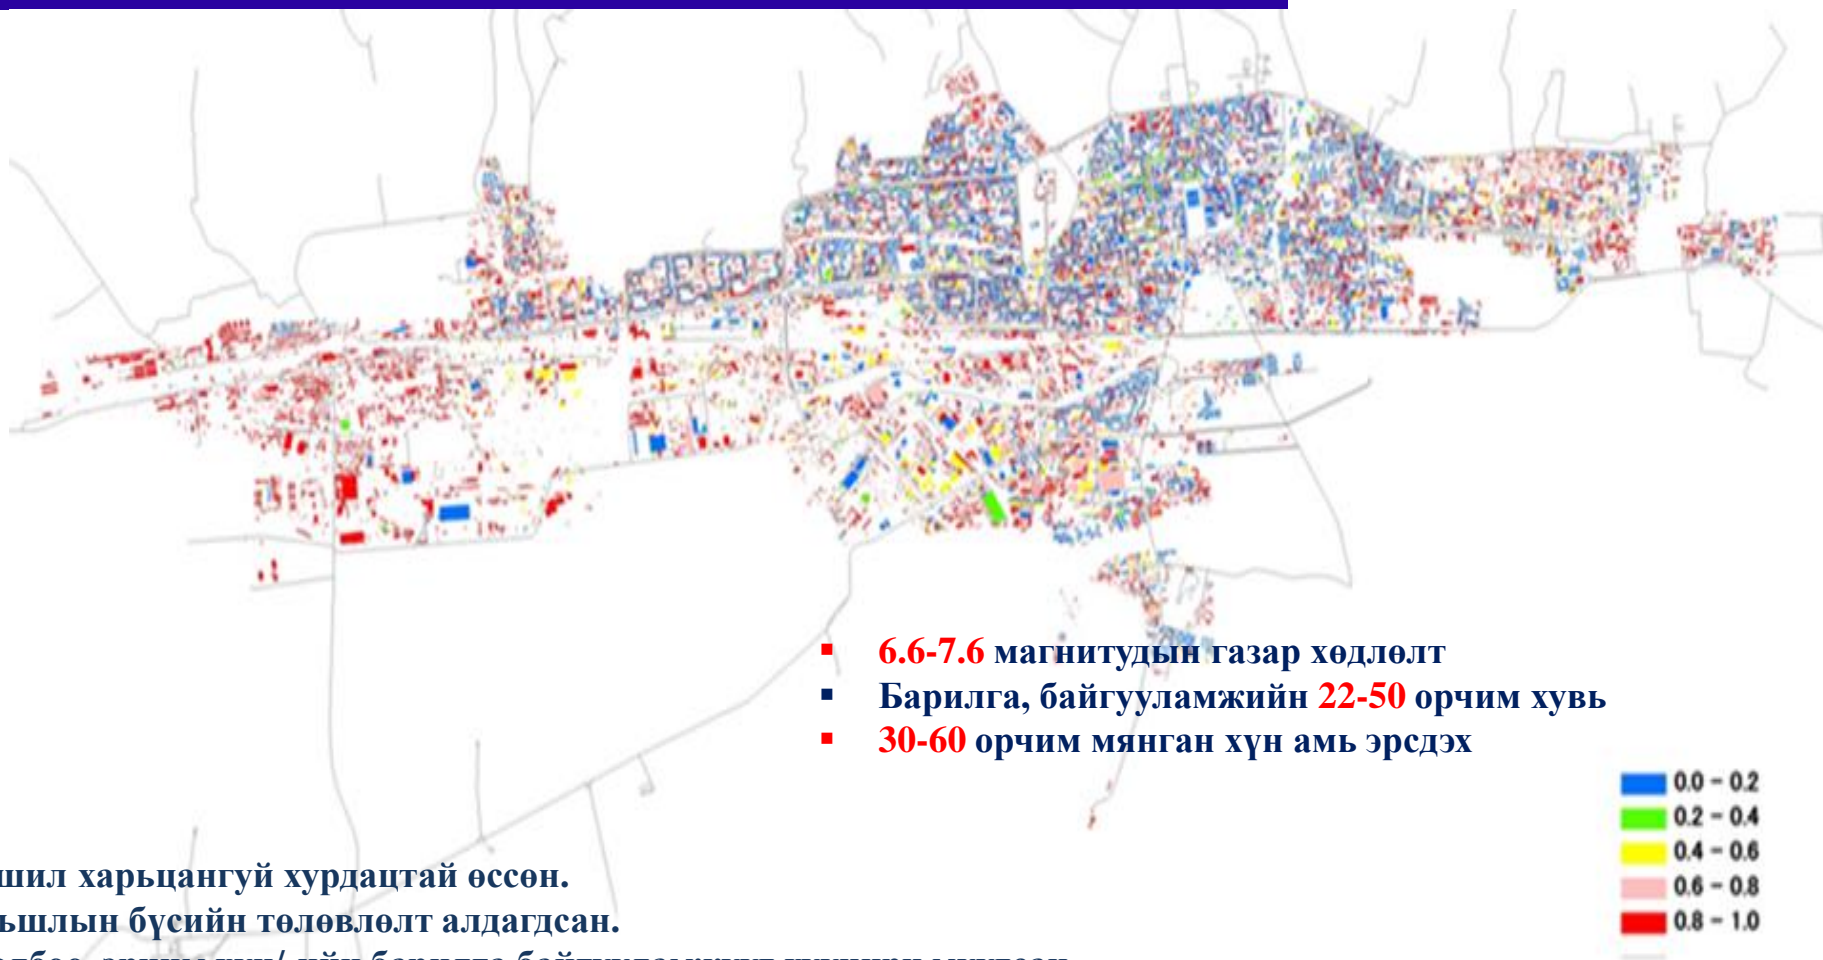 6.6-7.6 магнитудын газар хөдлөлт
Барилга, байгууламжийн 22-50 орчим хувь
30-60 орчим мянган хүн амь эрсдэх
0.0 - 0.2
0.2 - 0.4
0.4 - 0.6
0.6 - 0.8
0.8 - 1.0
шил харьцангуй хурдацтай өссөн.
ьшлын бүсийн төлөвлөлт алдагдсан.